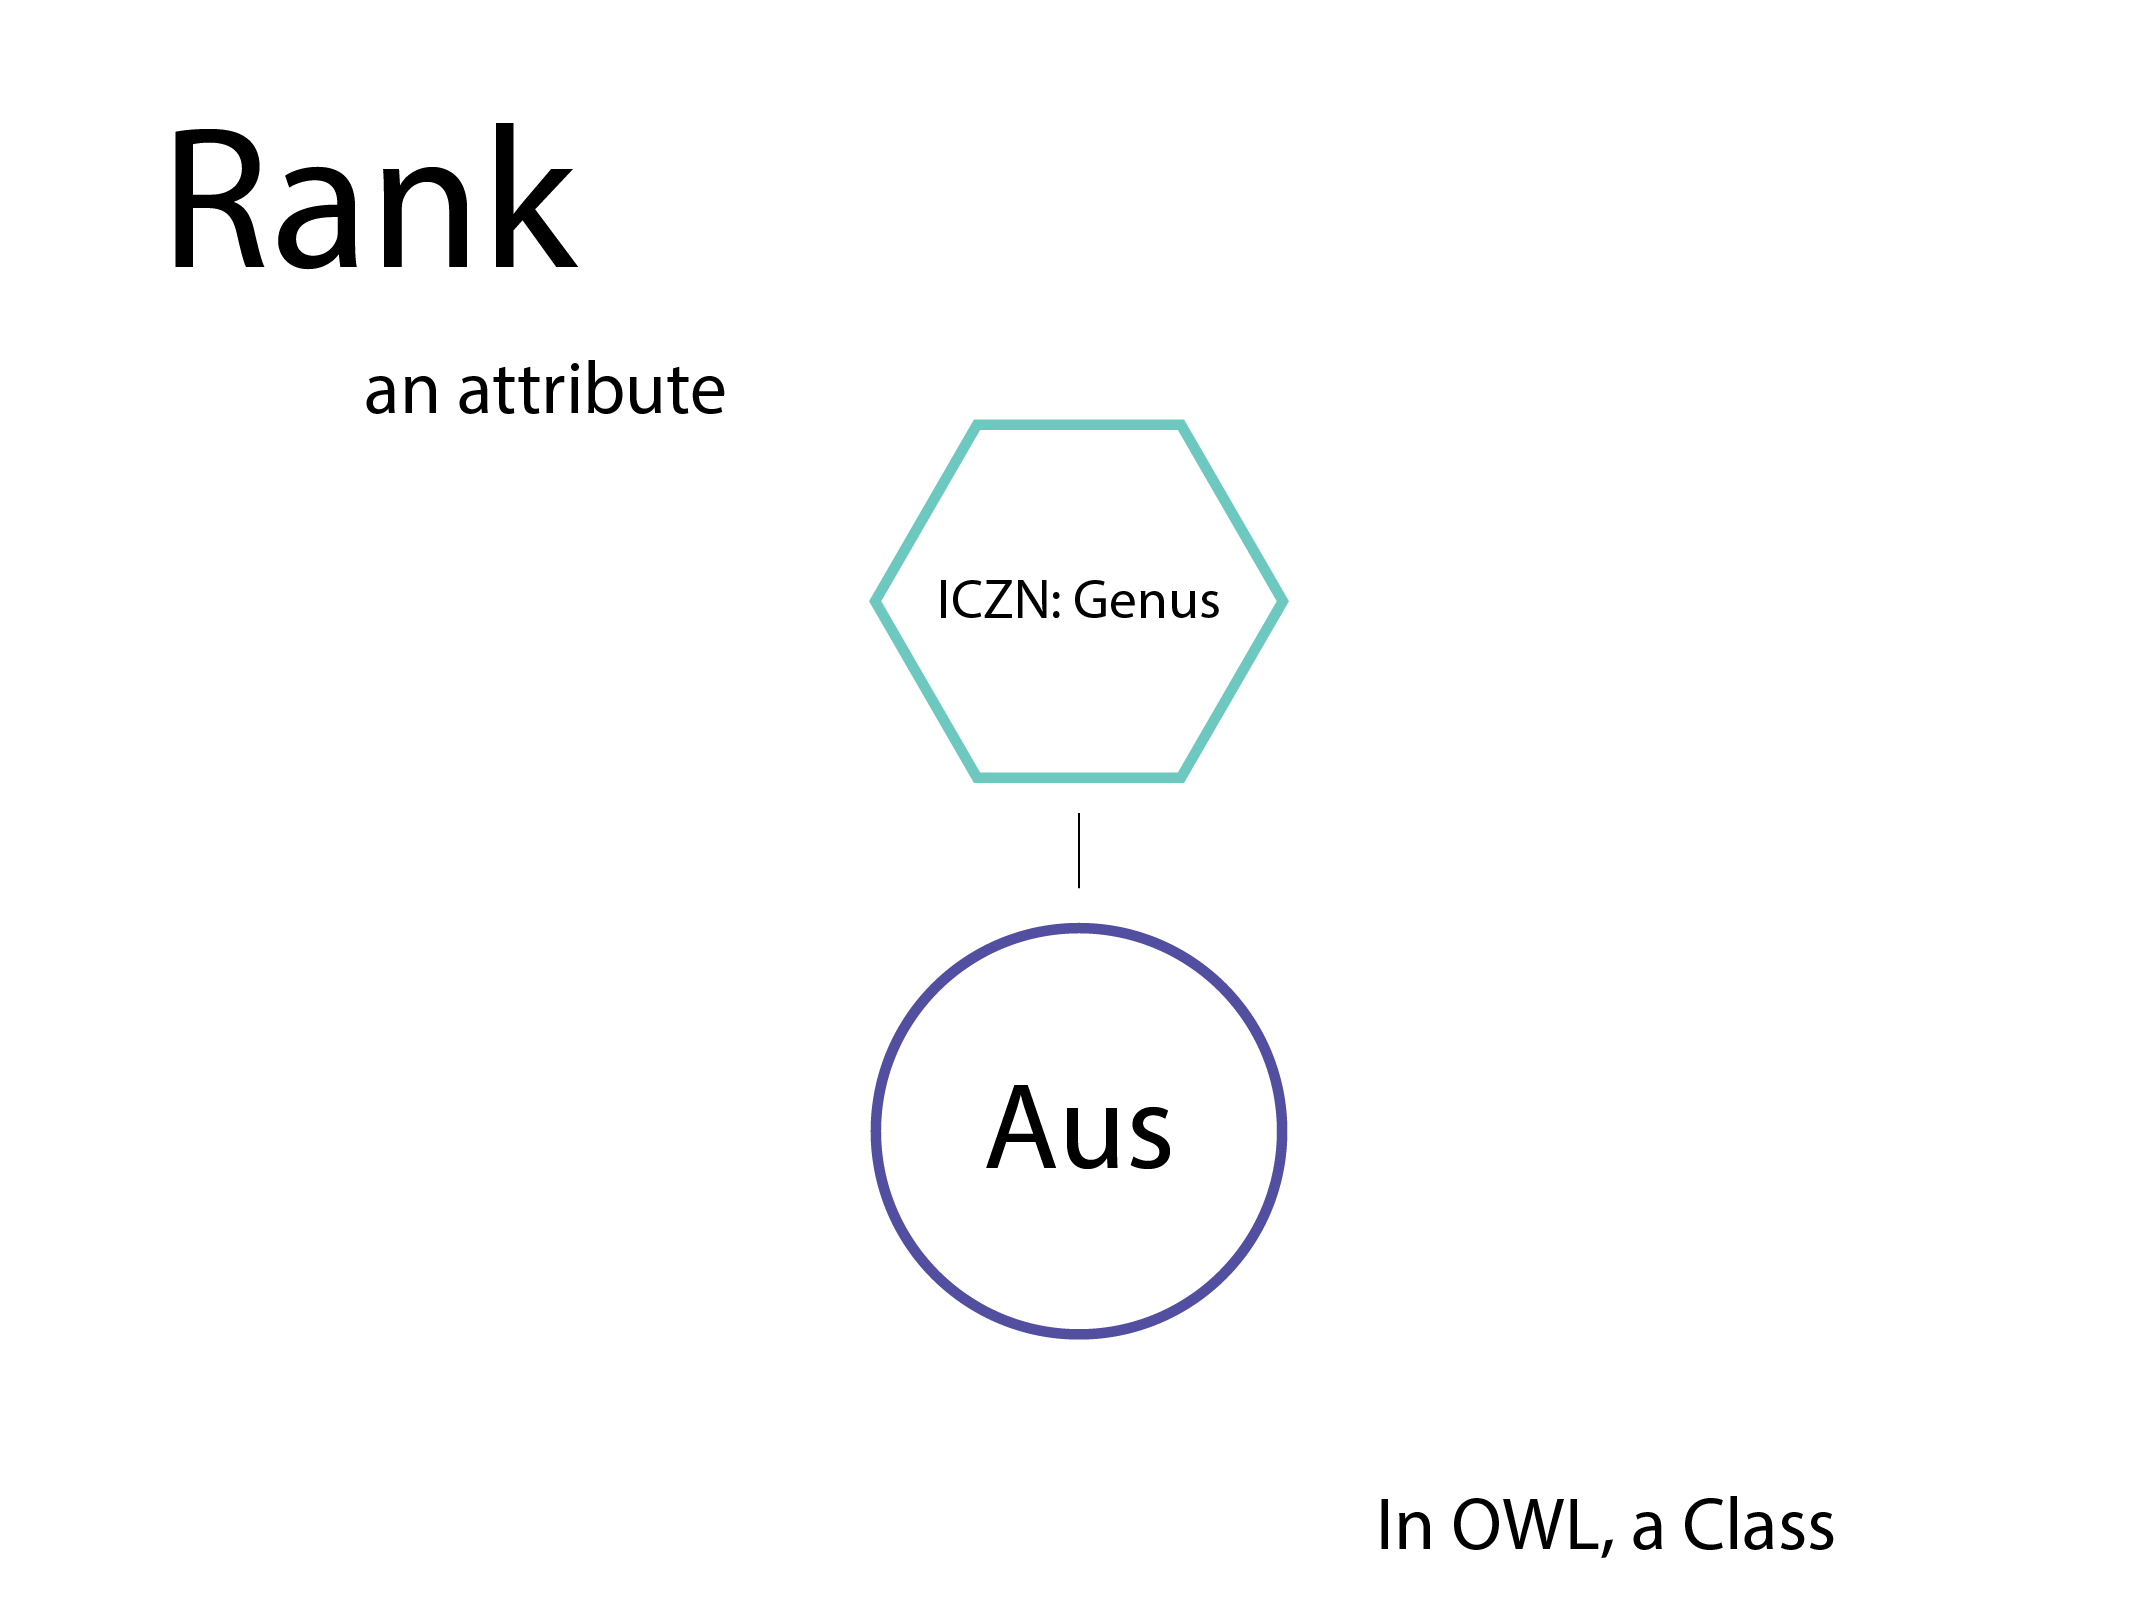 Rank
an attribute
ICZN: Genus
Aus
In OWL, a Class